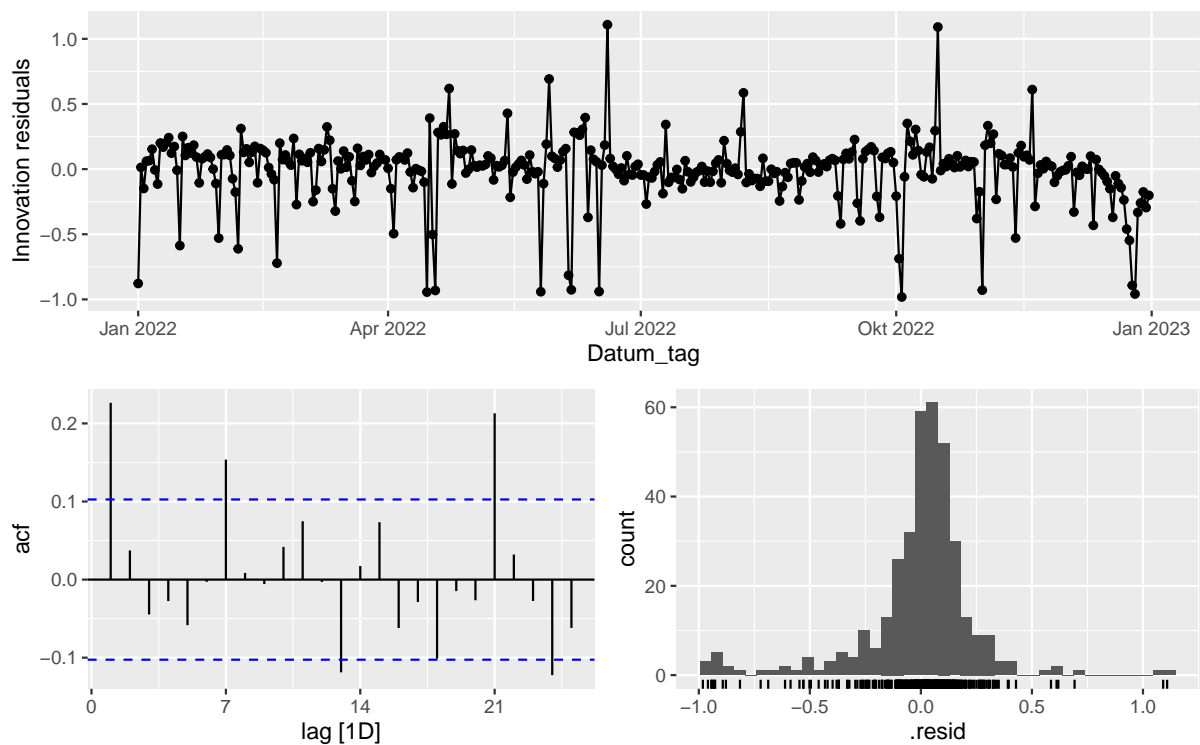 Innovation residuals
1.0
0.5
0.0
−0.5
−1.0
Jan 2022
Apr 2022
Jul 2022
Okt 2022
Jan 2023
Datum_tag
acf
0.2
0.1
0.0
−0.1
0
7
14
21
lag [1D]
count
60
40
20
0
−1.0
−0.5
0.0
0.5
1.0
.resid